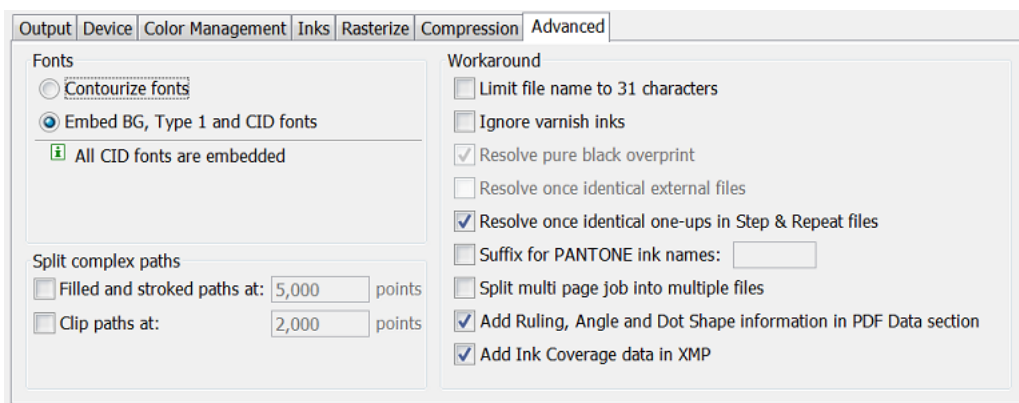 Output Device Color Management Inks Rasterize Compression Advanced
Fonts
Contourize fonts
Embed BG, Type 1 and CID fonts
All CID fonts are embedded
Split complex paths
Filled and stroked paths at: 5,000 points
Clip paths at: 2,000 points
Workaround
Limit file name to 31 characters
Ignore varnish inks
Resolve pure black overprint
Resolve once identical external files
Resolve once identical one-ups in Step & Repeat files
Suffix for PANTONE ink names:
Split multi page job into multiple files
Add Ruling, Angle and Dot Shape information in PDF Data section
Add Ink Coverage data in XMP